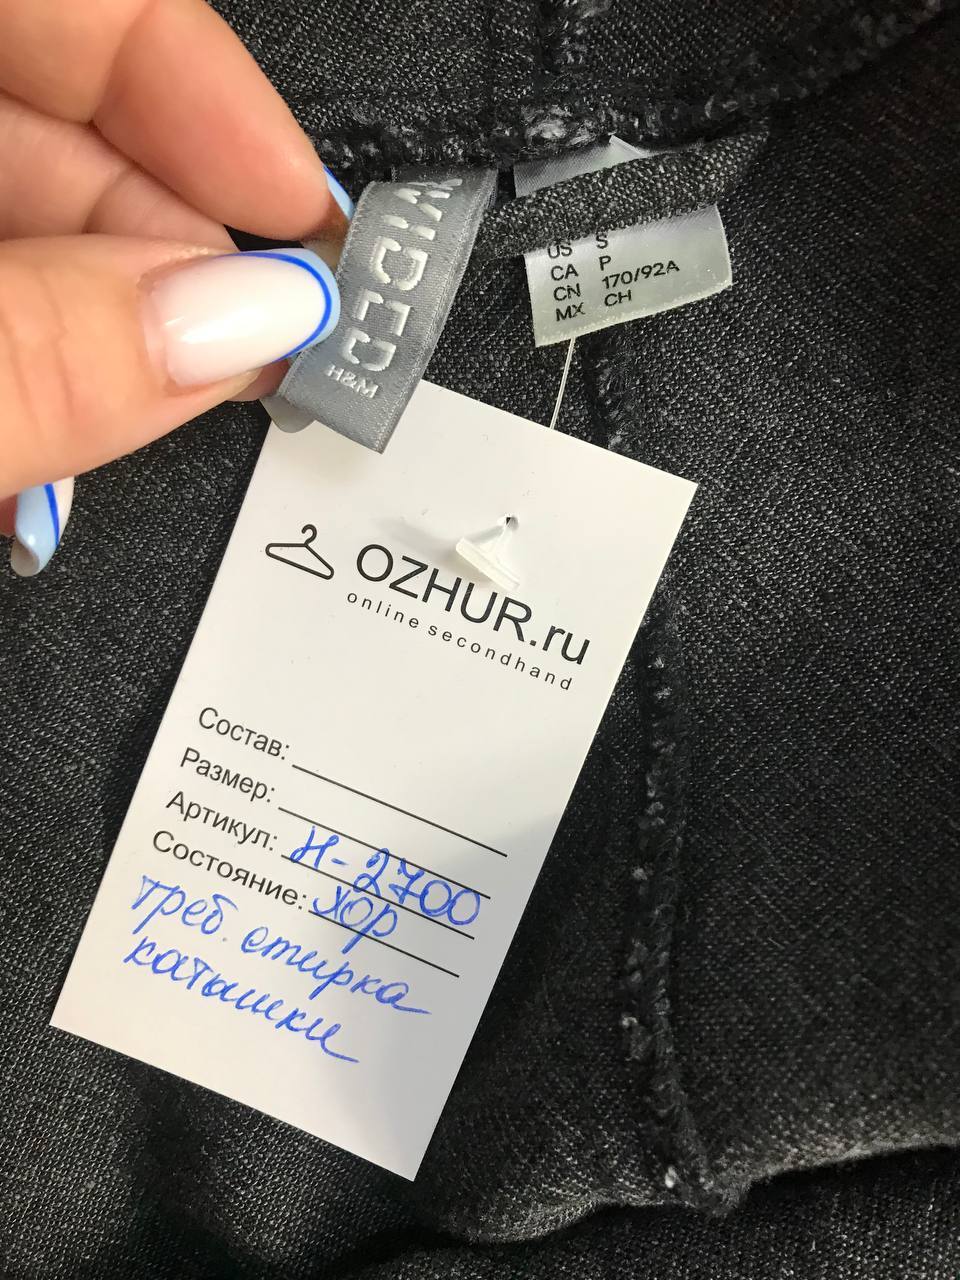 DIVIDED
H&M
US S
CA P
CN 170/92A
MX CH
OZHUR.ru
online secondhand
Состав:
Размер:
Артикул: Н-2700
Состояние: хор
треб. стирка
катышки